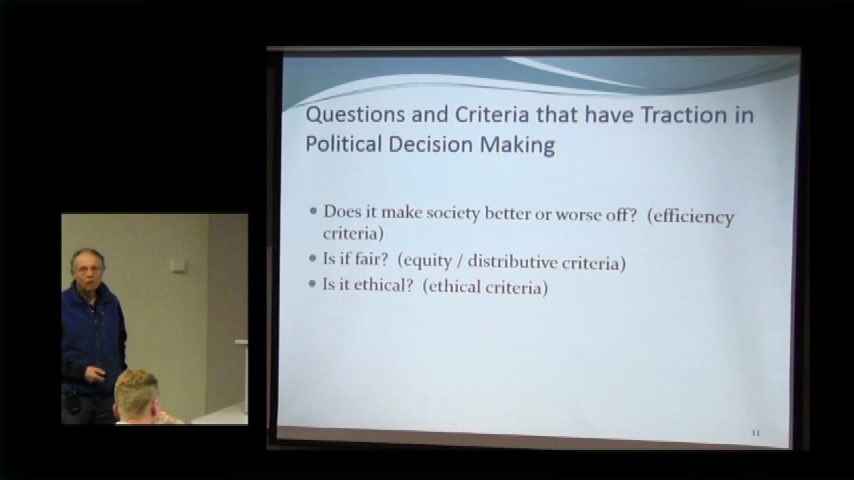 Questions and Criteria that have Traction in
Political Decision Making
• Does it make society better or worse off? (efficiency
criteria)
• Is if fair? (equity / distributive criteria)
• Is it ethical? (ethical criteria)
11